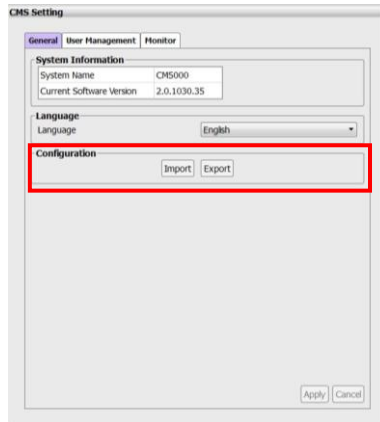 CMS Setting
General User Management Monitor
System Information
System Name CM5000
Current Software Version 2.0.1030.35
Language
Language English
Configuration
Import Export
Apply Cancel